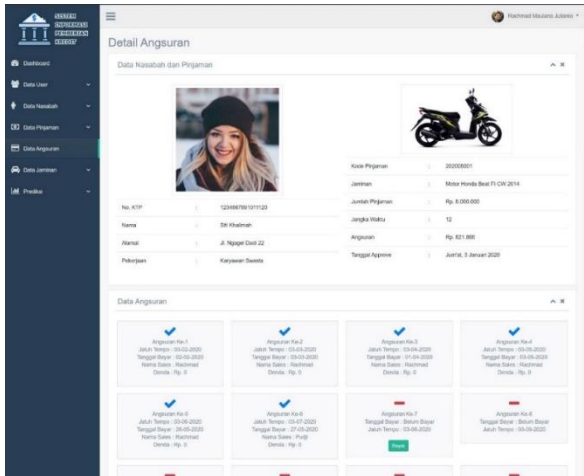 SISTEM
INFORMASI
PEMBERIAN
KREDIT
Rachmad Maulana Julianto
Dashboard
Data User
Data Nasabah
Data Pinjaman
Data Angsuran
Data Jaminan
Prediksi
Detail Angsuran
Data Nasabah dan Pinjaman
No. KTP :
Nama : Siti Khalimah
Alamat : Jl. Ngagel Dadi 22
Pekerjaan : Karyawan Swasta
Kode Pinjaman : 202006001
Jaminan : Motor Honda Beat FI CW 2014
Jumlah Pinjaman : Rp. 8.000.000
Jangka Waktu : 12
Angsuran :
Tanggal Approve : Jum'at, 3 Januari 2020
Data Angsuran
Angsuran Ke-1
Jatuh Tempo : 03-02-2020
Tanggal Bayar : 02-02-2020
Nama Sales : Rachmad
Denda : Rp. 0
Angsuran Ke-2
Jatuh Tempo : 03-03-2020
Tanggal Bayar : 03-03-2020
Nama Sales : Rachmad
Denda : Rp. 0
Angsuran Ke-3
Jatuh Tempo : 03-04-2020
Tanggal Bayar : 01-04-2020
Nama Sales : Rachmad
Denda : Rp. 0
Angsuran Ke-4
Jatuh Tempo : 03-05-2020
Tanggal Bayar : 03-05-2020
Nama Sales : Rachmad
Denda : Rp. 0
Angsuran Ke-5
Jatuh Tempo : 03-06-2020
Tanggal Bayar : 26-05-2020
Nama Sales : Rachmad
Denda : Rp. 0
Angsuran Ke-6
Jatuh Tempo : 03-07-2020
Tanggal Bayar : 27-05-2020
Nama Sales : Pudji
Denda : Rp. 0
Angsuran Ke-7
Tanggal Bayar : Belum Bayar
Jatuh Tempo : 03-08-2020
Bayar
Angsuran Ke-8
Tanggal Bayar : Belum Bayar
Jatuh Tempo : 03-09-2020